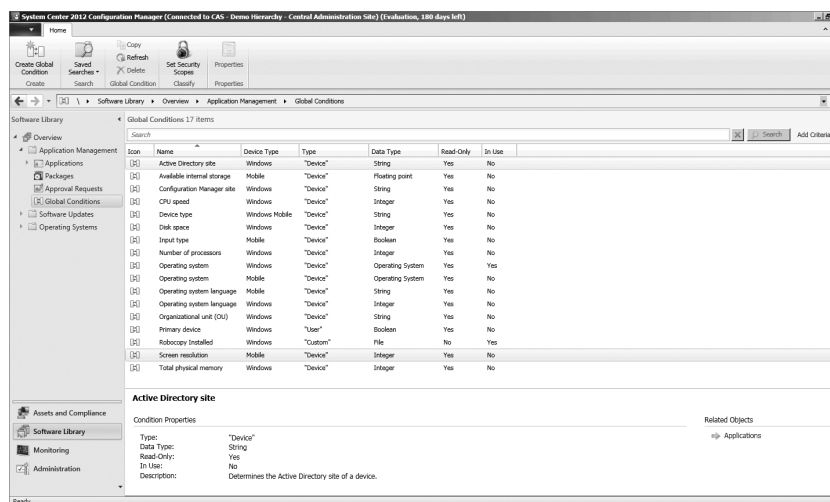 System Center 2012 Configuration Manager (Connected to CAS - Demo Hierarchy - Central Administration Site) (Evaluation, 180 days left)
Home
Create Global Condition
Saved Searches
Copy
Refresh
Delete
Set Security Scopes
Properties
Create Search Global Condition Classify Properties
\ Software Library Overview Application Management Global Conditions
Software Library
Overview
Application Management
Applications
Packages
Approval Requests
Global Conditions
Software Updates
Operating Systems
Assets and Compliance
Software Library
Monitoring
Administration
Global Conditions 17 items
Search Search Add Criteria
Icon Name Device Type Type Data Type Read-Only In Use
Active Directory site Windows "Device" String Yes No
Available internal storage Mobile "Device" Floating point Yes No
Configuration Manager site Windows "Device" String Yes No
CPU speed Windows "Device" Integer Yes No
Device type Windows Mobile "Device" String Yes No
Disk space Windows "Device" Integer Yes No
Input type Mobile "Device" Boolean Yes No
Number of processors Windows "Device" Integer Yes No
Operating system Windows "Device" Operating System Yes Yes
Operating system Mobile "Device" Operating System Yes No
Operating system language Mobile "Device" String Yes No
Operating system language Windows "Device" Integer Yes No
Organizational unit (OU) Windows "Device" String Yes No
Primary device Windows "User" Boolean Yes No
Robocopy Installed Windows "Custom" File No Yes
Screen resolution Mobile "Device" Integer Yes No
Total physical memory Windows "Device" Integer Yes No
Active Directory site
Condition Properties
Type: "Device"
Data Type: String
Read-Only: Yes
In Use: No
Description: Determines the Active Directory site of a device.
Related Objects
Applications
Ready